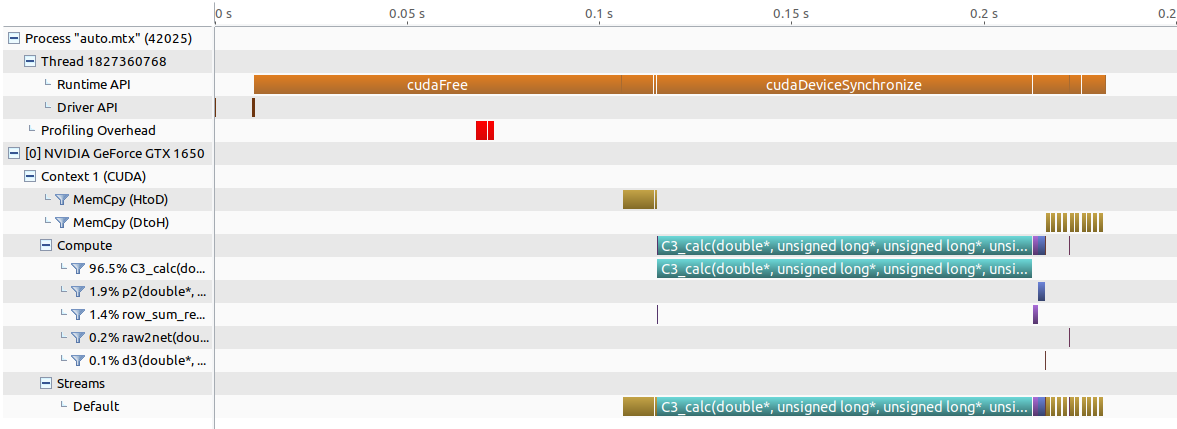 0 s 0.05 s 0.1 s 0.15 s 0.2 s 0.2
Process "auto.mtx" (42025)
Thread 1827360768
Runtime API cudaFree cudaDeviceSynchronize
Driver API
Profiling Overhead
[0] NVIDIA GeForce GTX 1650
Context 1 (CUDA)
MemCpy (HtoD)
MemCpy (DtoH)
Compute C3_calc(double*, unsigned long*, unsigned long*, unsi...
96.5% C3_calc(do... C3_calc(double*, unsigned long*, unsigned long*, unsi...
1.9% p2(double*, ...
1.4% row_sum_re...
0.2% raw2net(dou...
0.1% d3(double*, ...
Streams
Default C3_calc(double*, unsigned long*, unsigned long*, unsi...